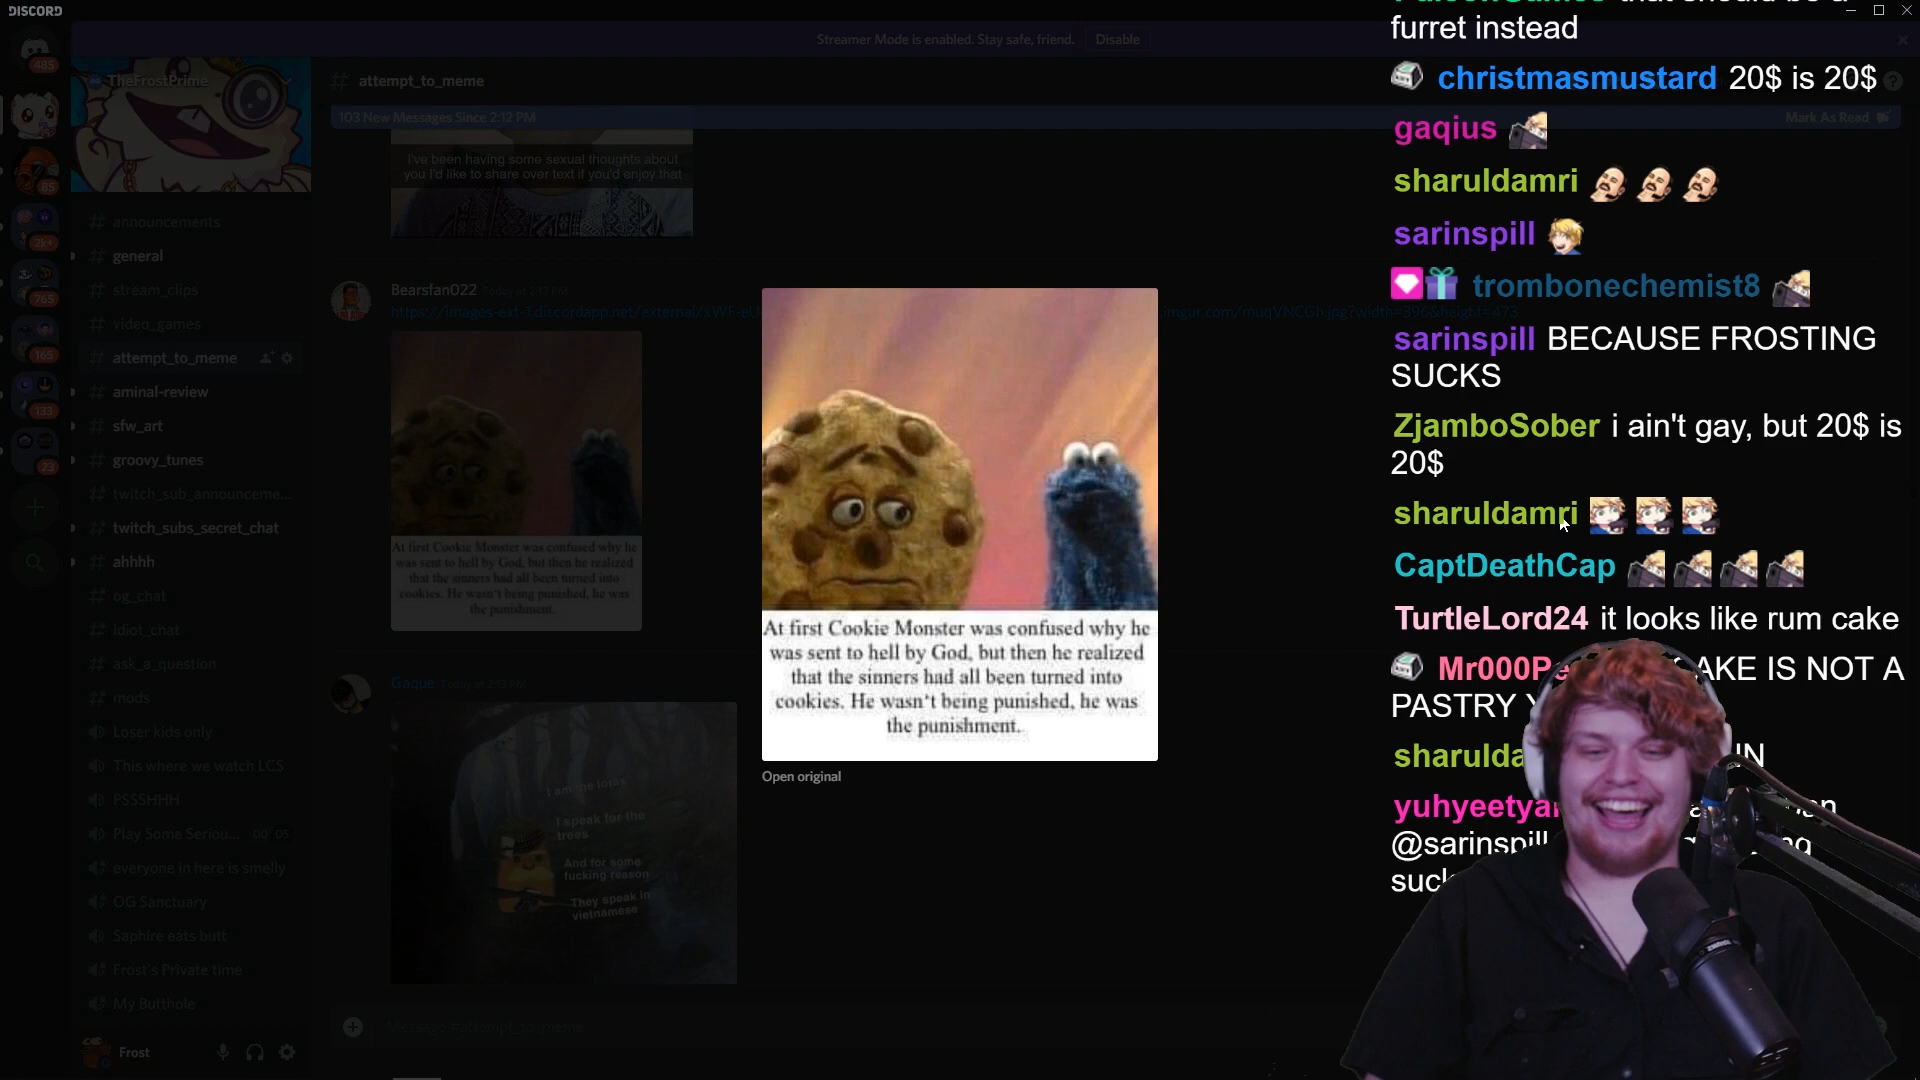 DISCORD
Streamer Mode is enabled. Stay safe, friend.
Disable
TheFrostPrime
attempt_to_meme
103 New Messages Since 2:12 PM
Mark As Read
485
85
2k+
765
165
133
23
announcements
general
stream_clips
video_games
attempt_to_meme
aminal-review
sfw_art
groovy_tunes
twitch_sub_announceme...
twitch_subs_secret_chat
ahhhh
og_chat
idiot_chat
ask_a_question
mods
Loser kids only
This where we watch LCS
PSSSHHH
Play Some Seriou... 00 05
everyone in here is smelly
OG Sanctuary
Saphire eats butt
Frost's Private time
My Butthole
Frost
I've been having some sexual thoughts about
you I'd like to share over text if you'd enjoy that
Bearsfan022
At first Cookie Monster was confused why he
was sent to hell by God, but then he realized
that the sinners had all been turned into
cookies. He wasn't being punished, he was
the punishment.
Gaque Today at 2:13 PM
I am the lorax
I speak for the
trees
And for some
fucking reason
They speak in
vietnamese
Message #attempt_to_meme
At first Cookie Monster was confused why he
was sent to hell by God, but then he realized
that the sinners had all been turned into
cookies. He wasn't being punished, he was
the punishment.
Open original
furret instead
christmasmustard 20$ is 20$
gaqius
sharuldamri
sarinspill
trombonechemist8
sarinspill BECAUSE FROSTING
SUCKS
ZjamboSober i ain't gay, but 20$ is
20$
sharuldamri
CaptDeathCap
TurtleLord24 it looks like rum cake
IS NOT A
PASTRY
@sarinspill